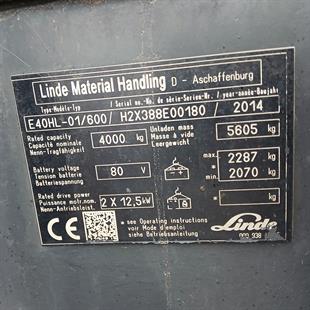 Linde Material Handling D - Aschaffenburg
Type-Modèle-Typ / Serial no.-No. de série-Serien-Nr. / year-année-Baujahr
E40HL-01/600 / H2X388E00180 / 2014
Rated capacity
Capacité nominale
Nenn-Tragfähigkeit
4000 kg
Unladen mass
Masse à vide
Leergewicht
5605 kg
Battery voltage
Tension batterie
Batteriespannung
80 V
max 2287 kg
min 2070 kg
Rated drive power
Puissance motr.nom.
Nenn-Antriebsleist.
2 X 12,5kW
kg
CE
* see Operating instructions
voir Mode d'emploi
siehe Betriebsanleitung
Linde